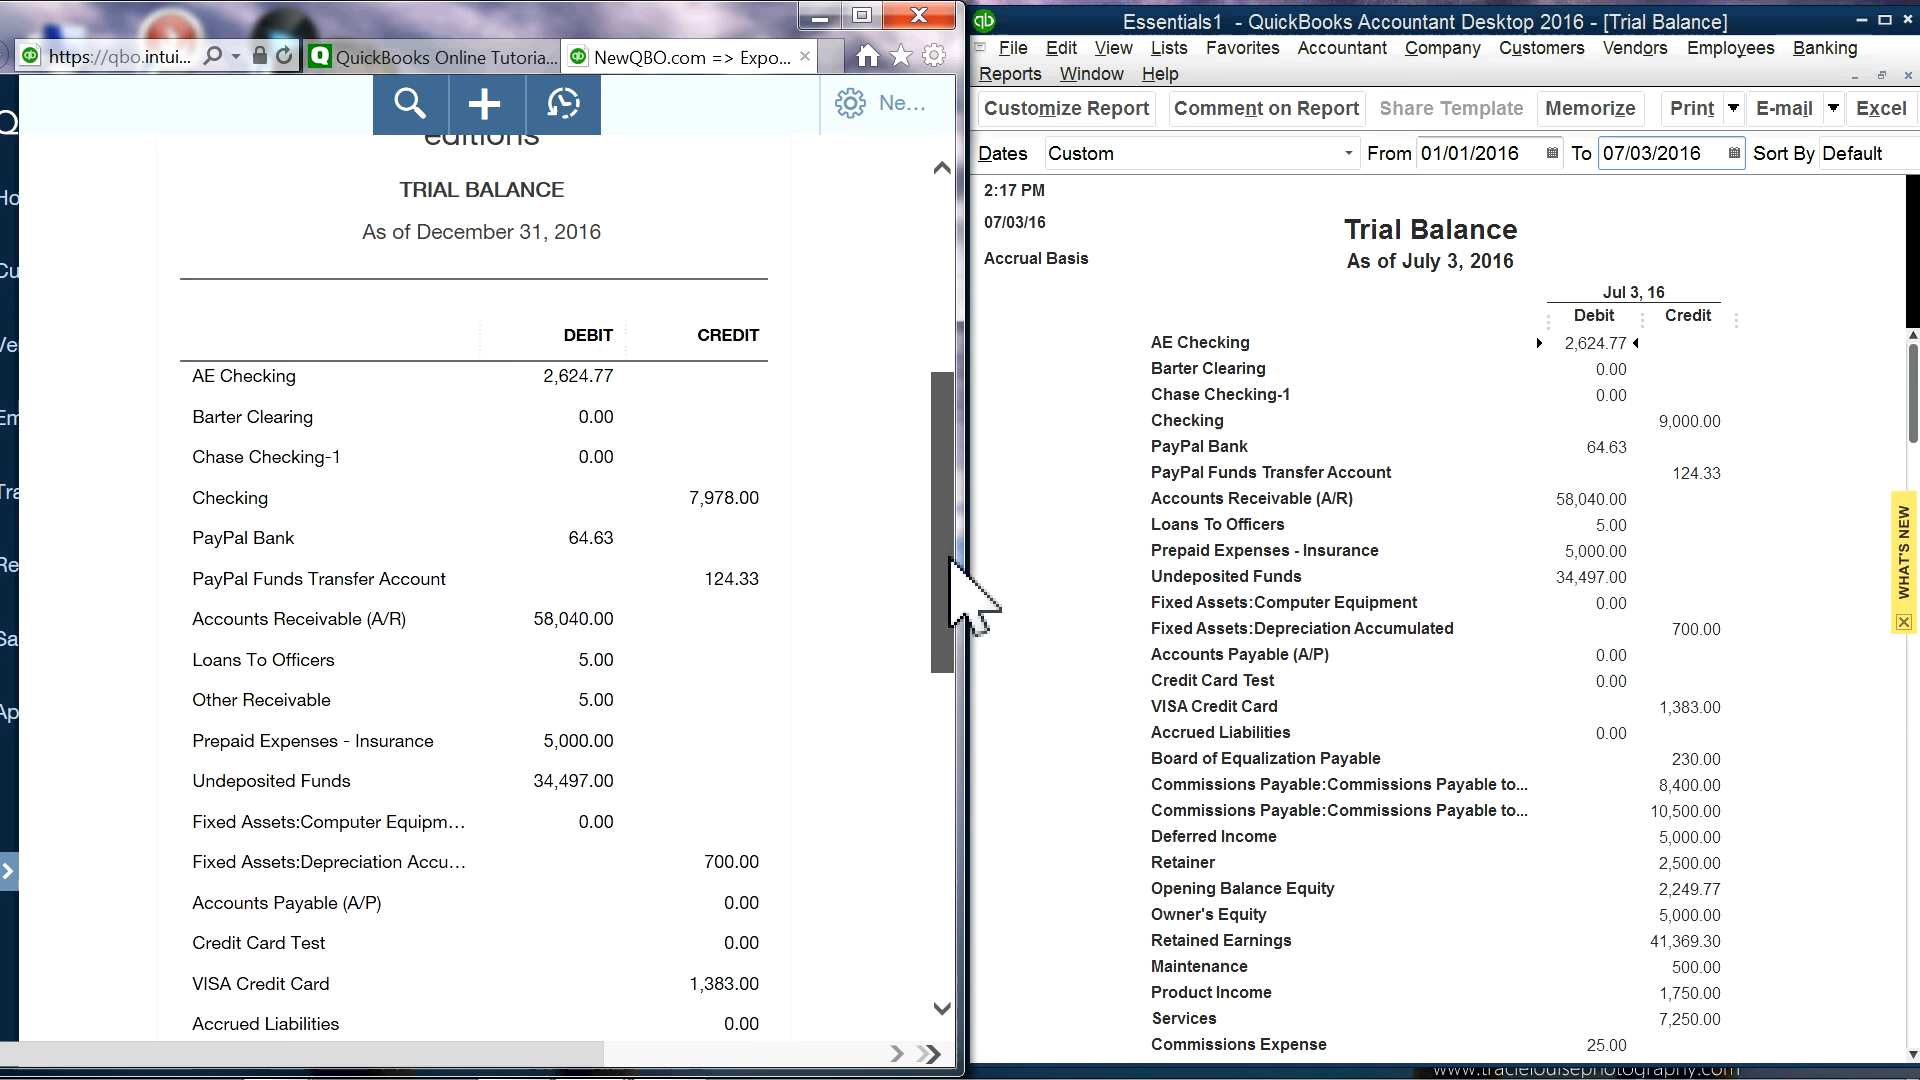 https://qbo.intui...
QuickBooks Online Tutoria...
NewQBO.com => Expo...
Ne...
editions
TRIAL BALANCE
As of December 31, 2016
DEBIT CREDIT
AE Checking 2,624.77
Barter Clearing 0.00
Chase Checking-1 0.00
Checking 7,978.00
PayPal Bank 64.63
PayPal Funds Transfer Account 124.33
Accounts Receivable (A/R) 58,040.00
Loans To Officers 5.00
Other Receivable 5.00
Prepaid Expenses - Insurance 5,000.00
Undeposited Funds 34,497.00
Fixed Assets:Computer Equipm... 0.00
Fixed Assets:Depreciation Accu... 700.00
Accounts Payable (A/P) 0.00
Credit Card Test 0.00
VISA Credit Card 1,383.00
Accrued Liabilities 0.00
Essentials1 - QuickBooks Accountant Desktop 2016 - [Trial Balance]
File Edit View Lists Favorites Accountant Company Customers Vendors Employees Banking
Reports Window Help
Customize Report Comment on Report Share Template Memorize Print E-mail Excel
Dates Custom From 01/01/2016 To 07/03/2016 Sort By Default
2:17 PM
07/03/16
Accrual Basis
Trial Balance
As of July 3, 2016
Jul 3, 16
Debit Credit
AE Checking 2,624.77
Barter Clearing 0.00
Chase Checking-1 0.00
Checking 9,000.00
PayPal Bank 64.63
PayPal Funds Transfer Account 124.33
Accounts Receivable (A/R) 58,040.00
Loans To Officers 5.00
Prepaid Expenses - Insurance 5,000.00
Undeposited Funds 34,497.00
Fixed Assets:Computer Equipment 0.00
Fixed Assets:Depreciation Accumulated 700.00
Accounts Payable (A/P) 0.00
Credit Card Test 0.00
VISA Credit Card 1,383.00
Accrued Liabilities 0.00
Board of Equalization Payable 230.00
Commissions Payable:Commissions Payable to... 8,400.00
Commissions Payable:Commissions Payable to... 10,500.00
Deferred Income 5,000.00
Retainer 2,500.00
Opening Balance Equity 2,249.77
Owner's Equity 5,000.00
Retained Earnings 41,369.30
Maintenance 500.00
Product Income 1,750.00
Services 7,250.00
Commissions Expense 25.00
WHAT'S NEW
www.tracielouisephotography.com